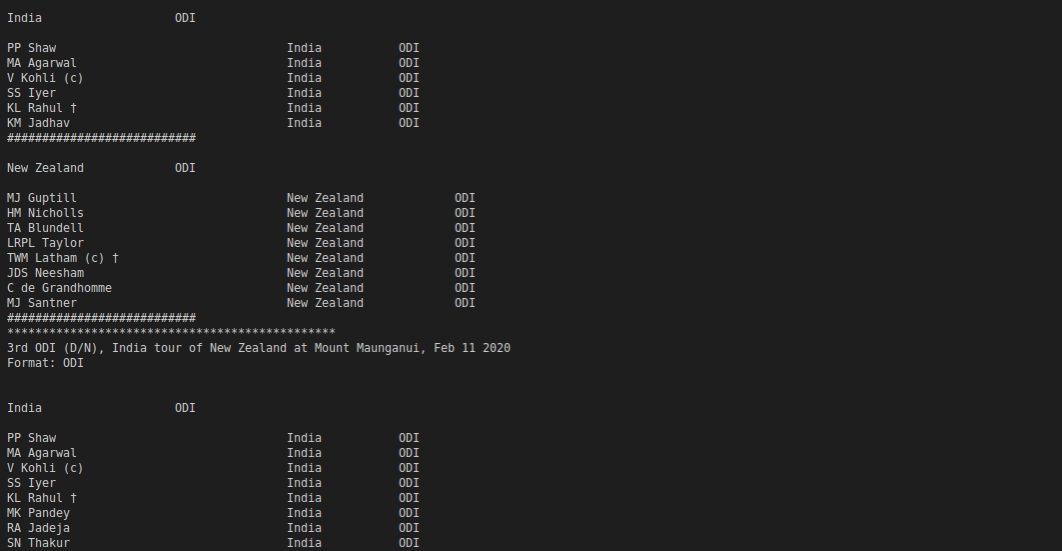 India ODI
PP Shaw India ODI
MA Agarwal India ODI
V Kohli (c) India ODI
SS Iyer India ODI
KL Rahul † India ODI
KM Jadhav India ODI
###########################
New Zealand ODI
MJ Guptill New Zealand ODI
HM Nicholls New Zealand ODI
TA Blundell New Zealand ODI
LRPL Taylor New Zealand ODI
TWM Latham (c) † New Zealand ODI
JDS Neesham New Zealand ODI
C de Grandhomme New Zealand ODI
MJ Santner New Zealand ODI
###########################
***********************************************
3rd ODI (D/N), India tour of New Zealand at Mount Maunganui, Feb 11 2020
Format: ODI
India ODI
PP Shaw India ODI
MA Agarwal India ODI
V Kohli (c) India ODI
SS Iyer India ODI
KL Rahul † India ODI
MK Pandey India ODI
RA Jadeja India ODI
SN Thakur India ODI